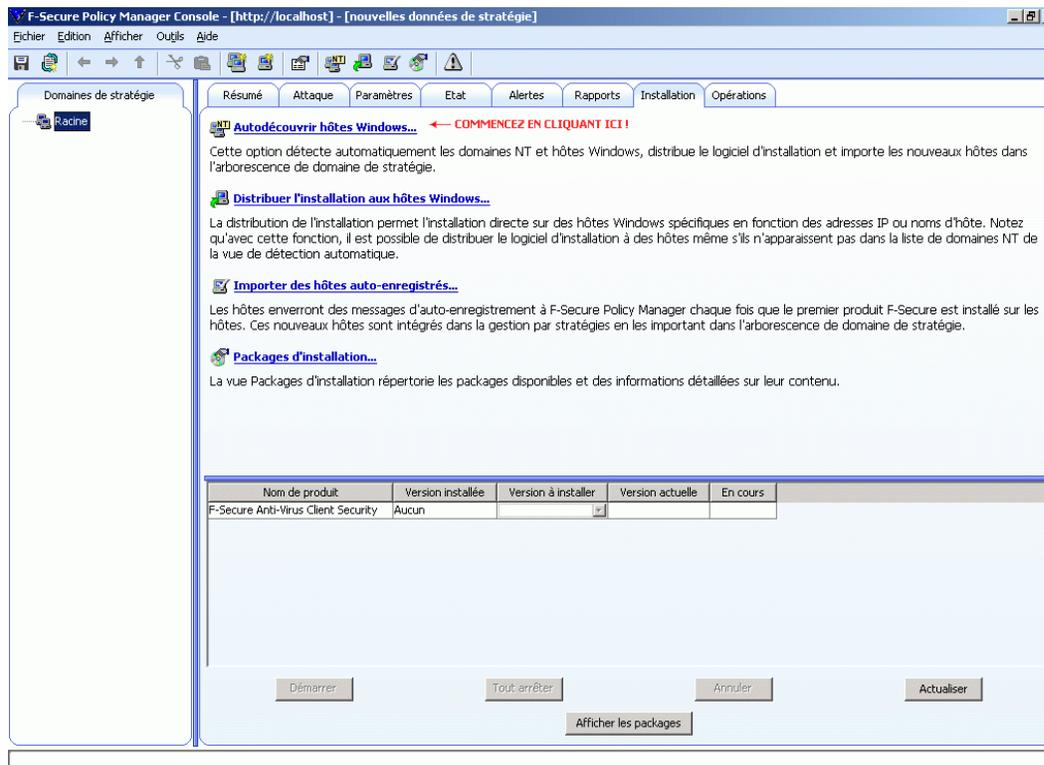 F-Secure Policy Manager Console - [http://localhost] - [nouvelles données de stratégie]
Fichier Edition Afficher Outils Aide
Domaines de stratégie
Résumé Attaque Paramètres Etat Alertes Rapports Installation Opérations
Racine
Autodécouvrir hôtes Windows... ← COMMENCEZ EN CLIQUANT ICI !
Cette option détecte automatiquement les domaines NT et hôtes Windows, distribue le logiciel d'installation et importe les nouveaux hôtes dans
l'arborescence de domaine de stratégie.
Distribuer l'installation aux hôtes Windows...
La distribution de l'installation permet l'installation directe sur des hôtes Windows spécifiques en fonction des adresses IP ou noms d'hôte. Notez
qu'avec cette fonction, il est possible de distribuer le logiciel d'installation à des hôtes même s'ils n'apparaissent pas dans la liste de domaines NT de
la vue de détection automatique.
Importer des hôtes auto-enregistrés...
Les hôtes enverront des messages d'auto-enregistrement à F-Secure Policy Manager chaque fois que le premier produit F-Secure est installé sur les
hôtes. Ces nouveaux hôtes sont intégrés dans la gestion par stratégies en les important dans l'arborescence de domaine de stratégie.
Packages d'installation...
La vue Packages d'installation répertorie les packages disponibles et des informations détaillées sur leur contenu.
Nom de produit Version installée Version à installer Version actuelle En cours
F-Secure Anti-Virus Client Security Aucun
Démarrer Tout arrêter Annuler Actualiser
Afficher les packages